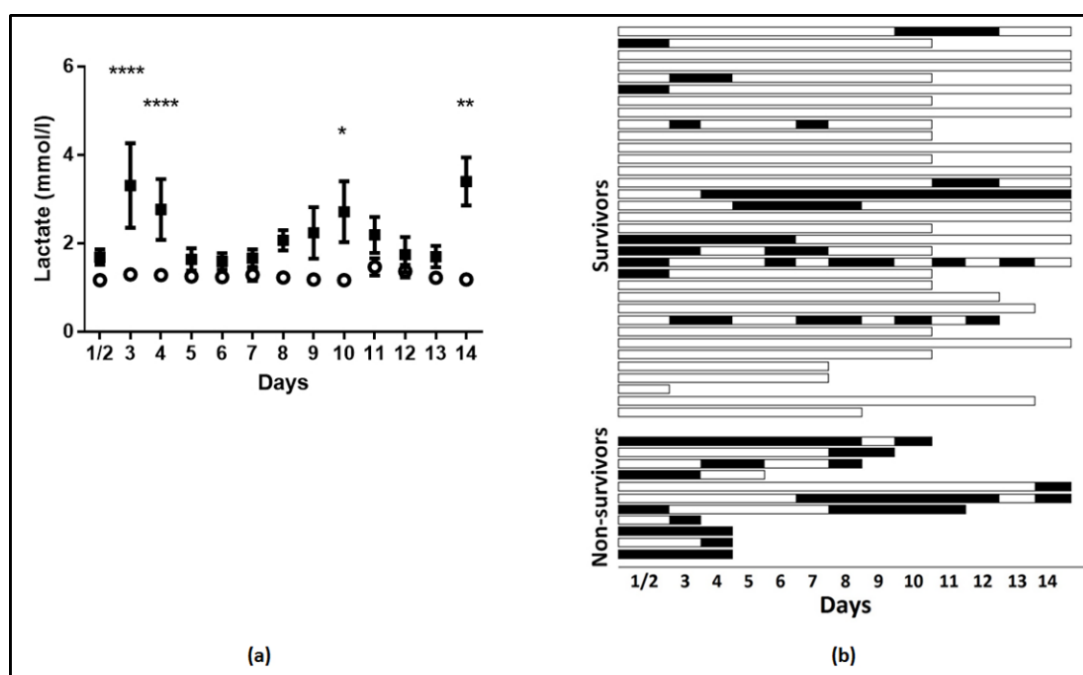 6
4
2
0
Lactate (mmol/l)
****
****
*
**
1/2 3 4 5 6 7 8 9 10 11 12 13 14
Days
(a)
Survivors
Non-survivors
1/2 3 4 5 6 7 8 9 10 11 12 13 14
Days
(b)